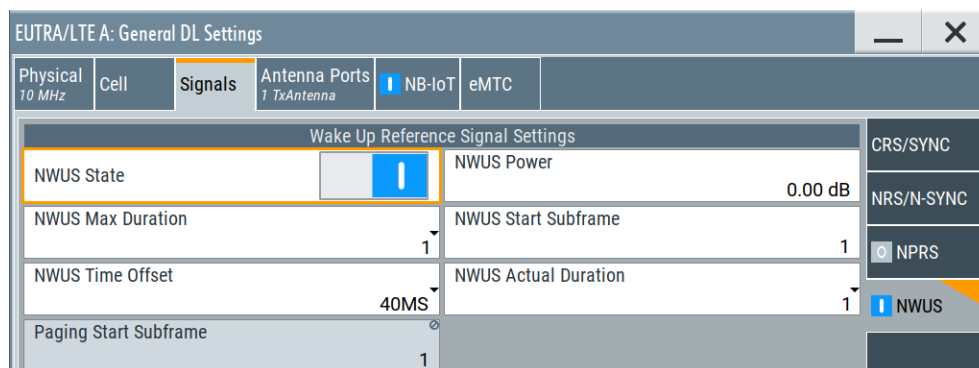 EUTRA/LTE A: General DL Settings
Physical
10 MHz
Cell
Signals
Antenna Ports
1 TxAntenna
NB-IoT
eMTC
Wake Up Reference Signal Settings
NWUS State
NWUS Power
0.00 dB
NWUS Max Duration
1
NWUS Start Subframe
1
NWUS Time Offset
40MS
NWUS Actual Duration
1
Paging Start Subframe
1
CRS/SYNC
NRS/N-SYNC
NPRS
NWUS